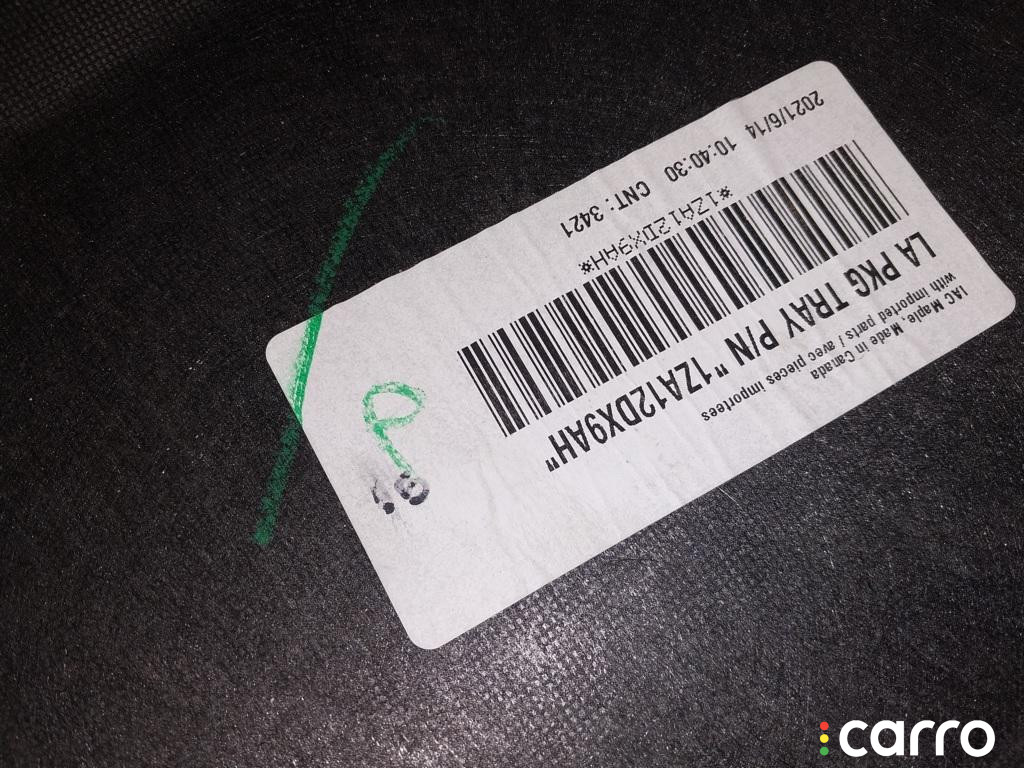 IAC Maple, Made in Canada
with imported parts / avec pieces importees
LA PKG TRAY P/N "1ZA12DX9AH"
*1ZA12DX9AH*
2021/6/14 10:40:30 CNT: 3421
carro